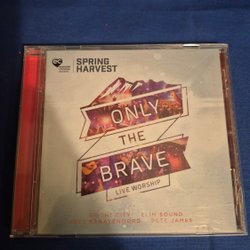 SPRING
HARVEST
ONLY
THE
BRAVE
LIVE WORSHIP
ELIM SOUND
PETE JAMES